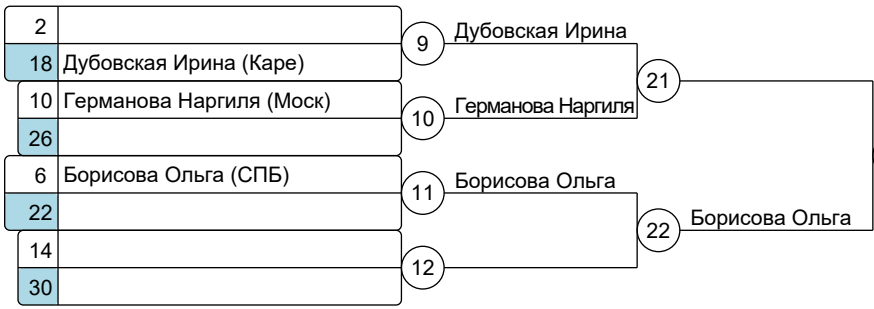 2
9
Дубовская Ирина
18 Дубовская Ирина (Каре)
21
10 Германова Наргиля (Моск)
10
Германова Наргиля
26
6 Борисова Ольга (СПБ)
11
Борисова Ольга
22
22
Борисова Ольга
14
12
30